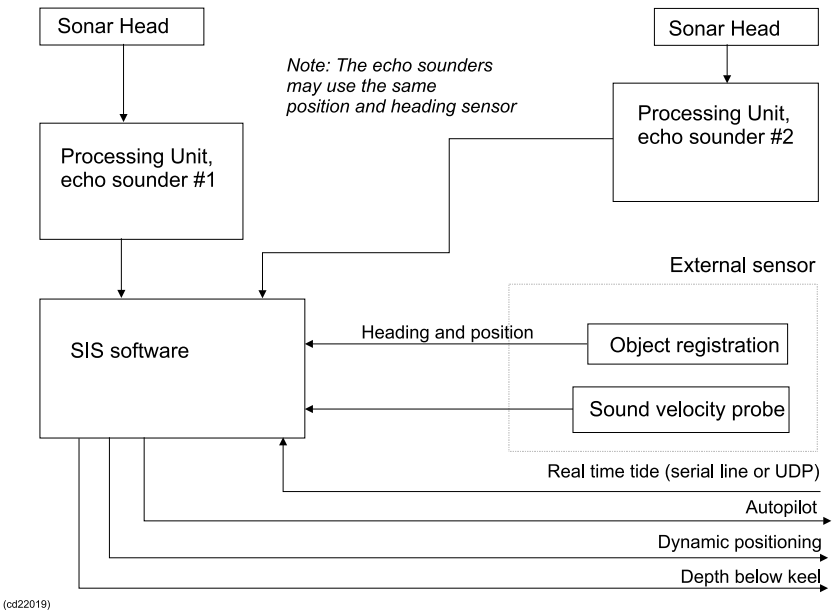 Sonar Head
Sonar Head
Note: The echo sounders
may use the same
position and heading sensor
Processing Unit,
echo sounder #2
Processing Unit,
echo sounder #1
External sensor
Heading and position
Object registration
SIS software
Sound velocity probe
Real time tide (serial line or UDP)
Autopilot
Dynamic positioning
Depth below keel
(cd22019)